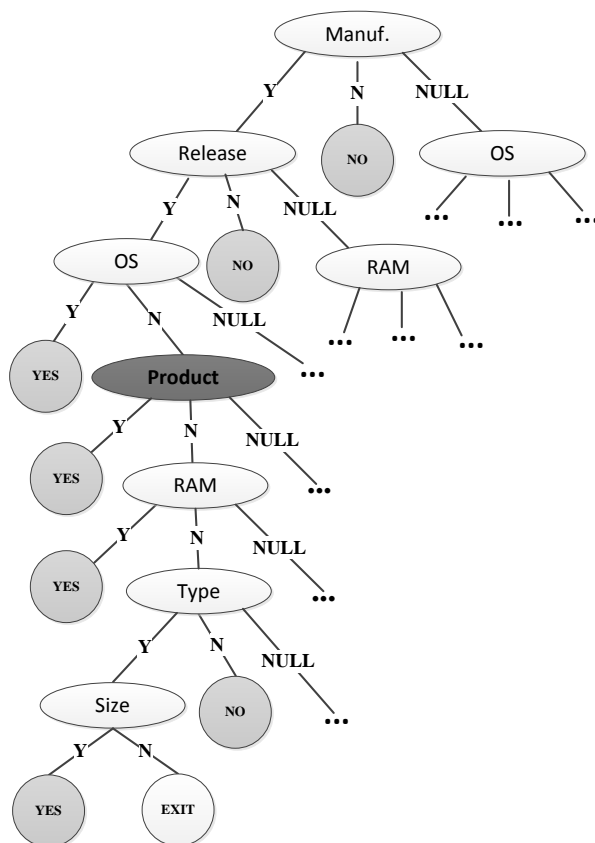 Manuf.
Y
N
NULL
Release
NO
OS
Y
N
NULL
... ... ...
OS
NO
RAM
Y
N
NULL
... ... ...
YES
Product
...
Y
N
NULL
YES
RAM
...
Y
N
NULL
YES
Type
...
Y
N
NULL
Size
NO
...
Y
N
YES
EXIT